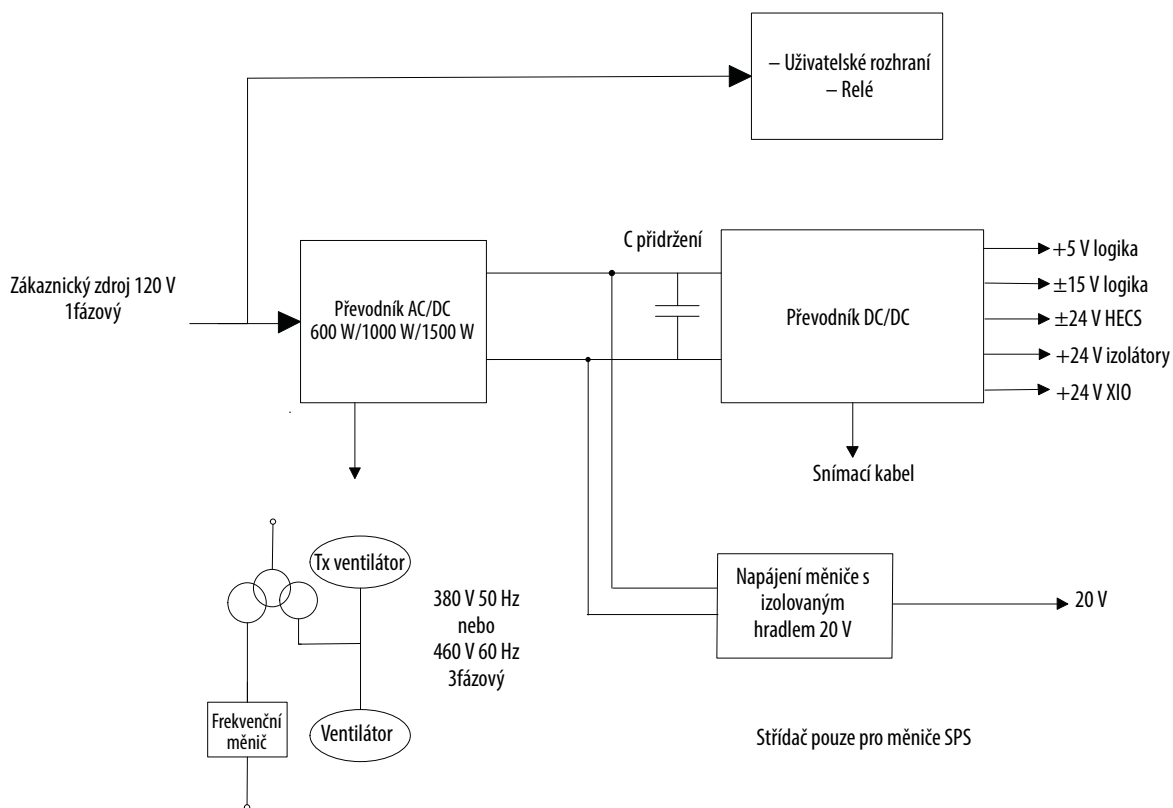 – Uživatelské rozhraní
– Relé
Zákaznický zdroj 120 V
1fázový
Převodník AC/DC
600 W/1000 W/1500 W
C přidržení
Převodník DC/DC
+5 V logika
±15 V logika
±24 V HECS
+24 V izolátory
+24 V XIO
Snímací kabel
Tx ventilátor
380 V 50 Hz
nebo
460 V 60 Hz
3fázový
Frekvenční
měnič
Ventilátor
Napájení měniče s
izolovaným
hradlem 20 V
20 V
Střídač pouze pro měniče SPS